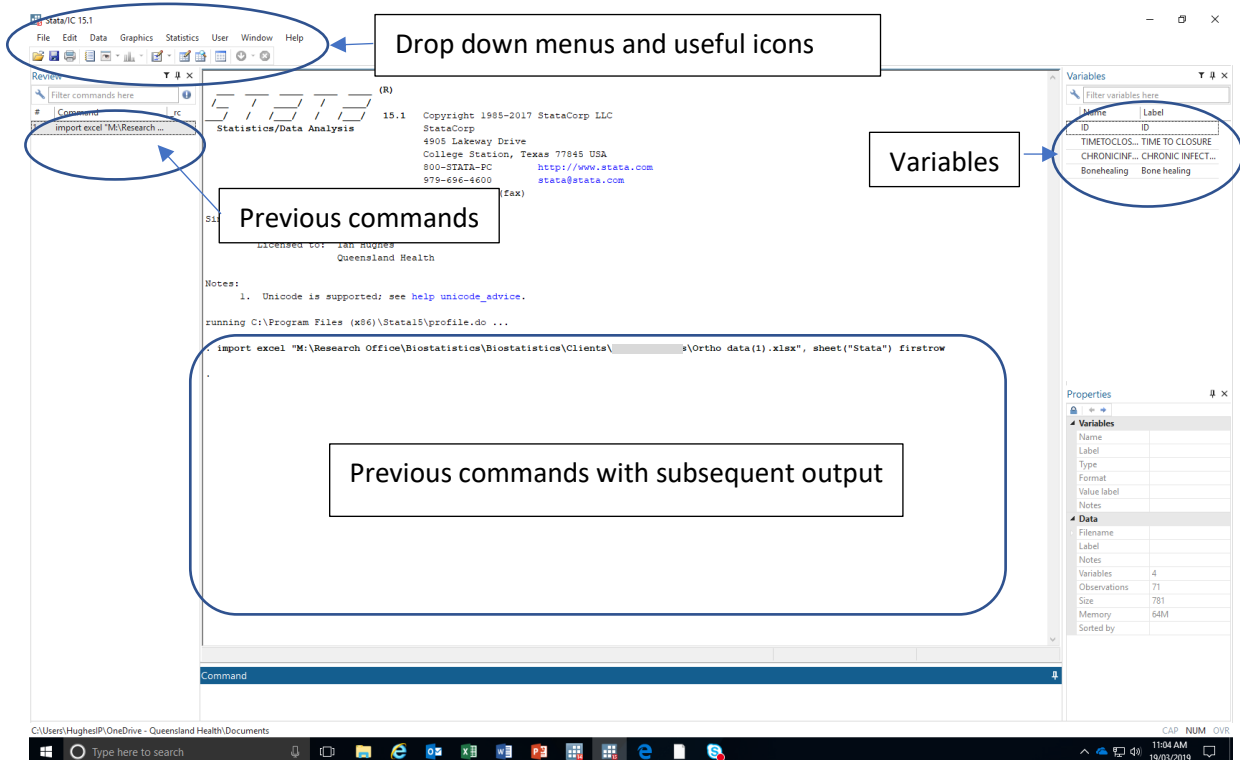 Stata/IC 15.1
File Edit Data Graphics Statistics User Window Help
Drop down menus and useful icons
Review
Filter commands here
# Command _rc
1 import excel "M:\Research ...
Previous commands
(R)
15.1 Copyright 1985-2017 StataCorp LLC
Statistics/Data Analysis StataCorp
4905 Lakeway Drive
College Station, Texas 77845 USA
800-STATA-PC http://www.stata.com
979-696-4600 stata@stata.com
(fax)
Licensed to: Ian Hughes
Queensland Health
Notes:
1. Unicode is supported; see help unicode_advice.
running C:\Program Files (x86)\Stata15\profile.do ...
. import excel "M:\Research Office\Biostatistics\Biostatistics\Clients\ s\Ortho data(1).xlsx", sheet("Stata") firstrow
.
Previous commands with subsequent output
Command
Variables
Variables
Filter variables here
Name Label
ID ID
TIMETOCLOS... TIME TO CLOSURE
CHRONICINF... CHRONIC INFECT...
Bonehealing Bone healing
Properties
Variables
Name
Label
Type
Format
Value label
Notes
Data
Filename
Label
Notes
Variables 4
Observations 71
Size 781
Memory 64M
Sorted by
C:\Users\HughesIP\OneDrive - Queensland Health\Documents
CAP NUM OVR
Type here to search
11:04 AM
19/03/2019